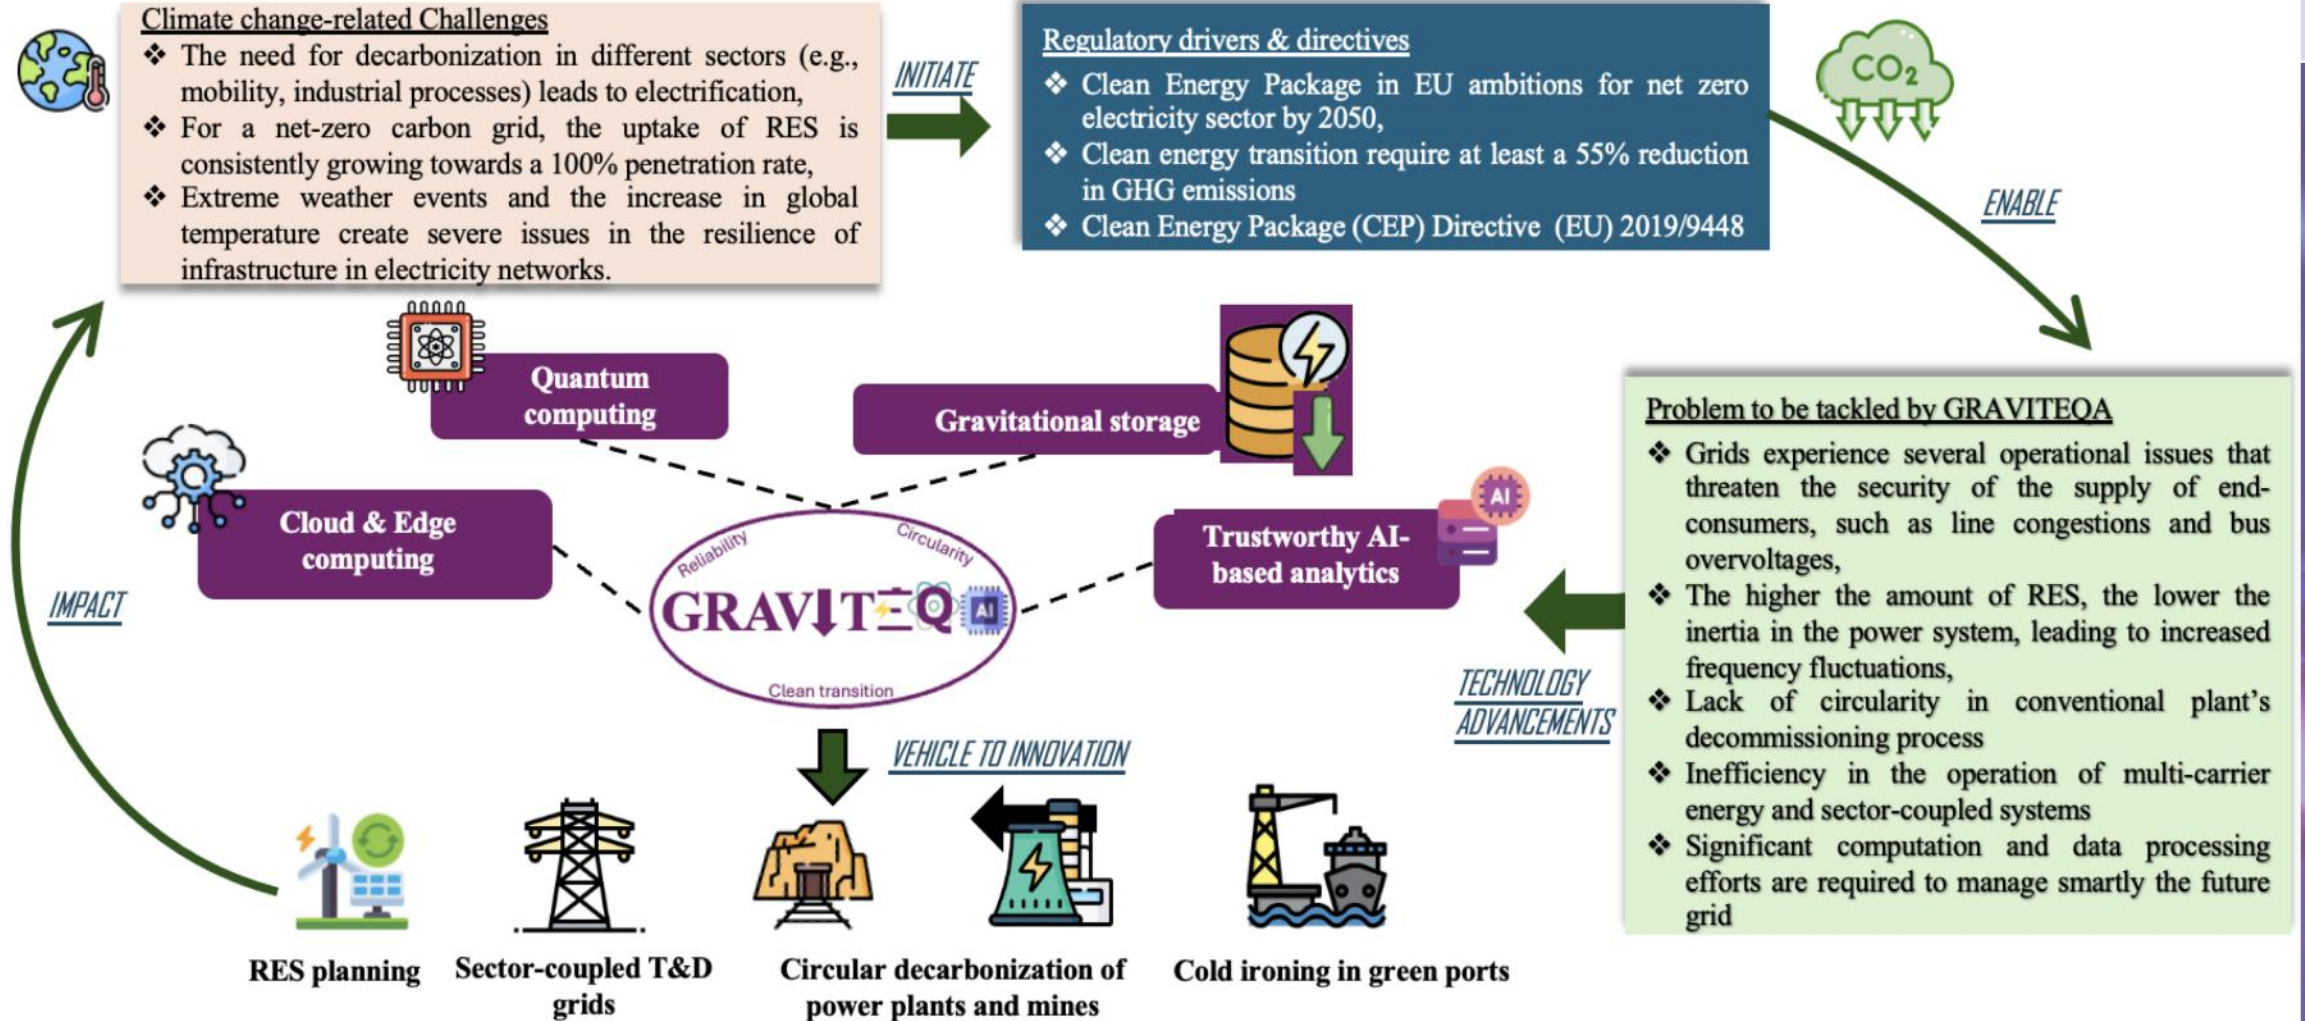 Climate change-related Challenges
❖ The need for decarbonization in different sectors (e.g.,
mobility, industrial processes) leads to electrification,
❖ For a net-zero carbon grid, the uptake of RES is
consistently growing towards a 100% penetration rate,
❖ Extreme weather events and the increase in global
temperature create severe issues in the resilience of
infrastructure in electricity networks.
INITIATE
Regulatory drivers & directives
❖ Clean Energy Package in EU ambitions for net zero
electricity sector by 2050,
❖ Clean energy transition require at least a 55% reduction
in GHG emissions
❖ Clean Energy Package (CEP) Directive (EU) 2019/9448
CO2
ENABLE
Problem to be tackled by GRAVITEQA
❖ Grids experience several operational issues that
threaten the security of the supply of end-
consumers, such as line congestions and bus
overvoltages,
❖ The higher the amount of RES, the lower the
inertia in the power system, leading to increased
frequency fluctuations,
❖ Lack of circularity in conventional plant's
decommissioning process
❖ Inefficiency in the operation of multi-carrier
energy and sector-coupled systems
❖ Significant computation and data processing
efforts are required to manage smartly the future
grid
TECHNOLOGY
ADVANCEMENTS
Quantum
computing
Gravitational storage
Cloud & Edge
computing
Trustworthy AI-
based analytics
AI
Reliability
Circularity
GRAVITEQ AI
Clean transition
IMPACT
VEHICLE TO INNOVATION
RES planning
Sector-coupled T&D
grids
Circular decarbonization of
power plants and mines
Cold ironing in green ports